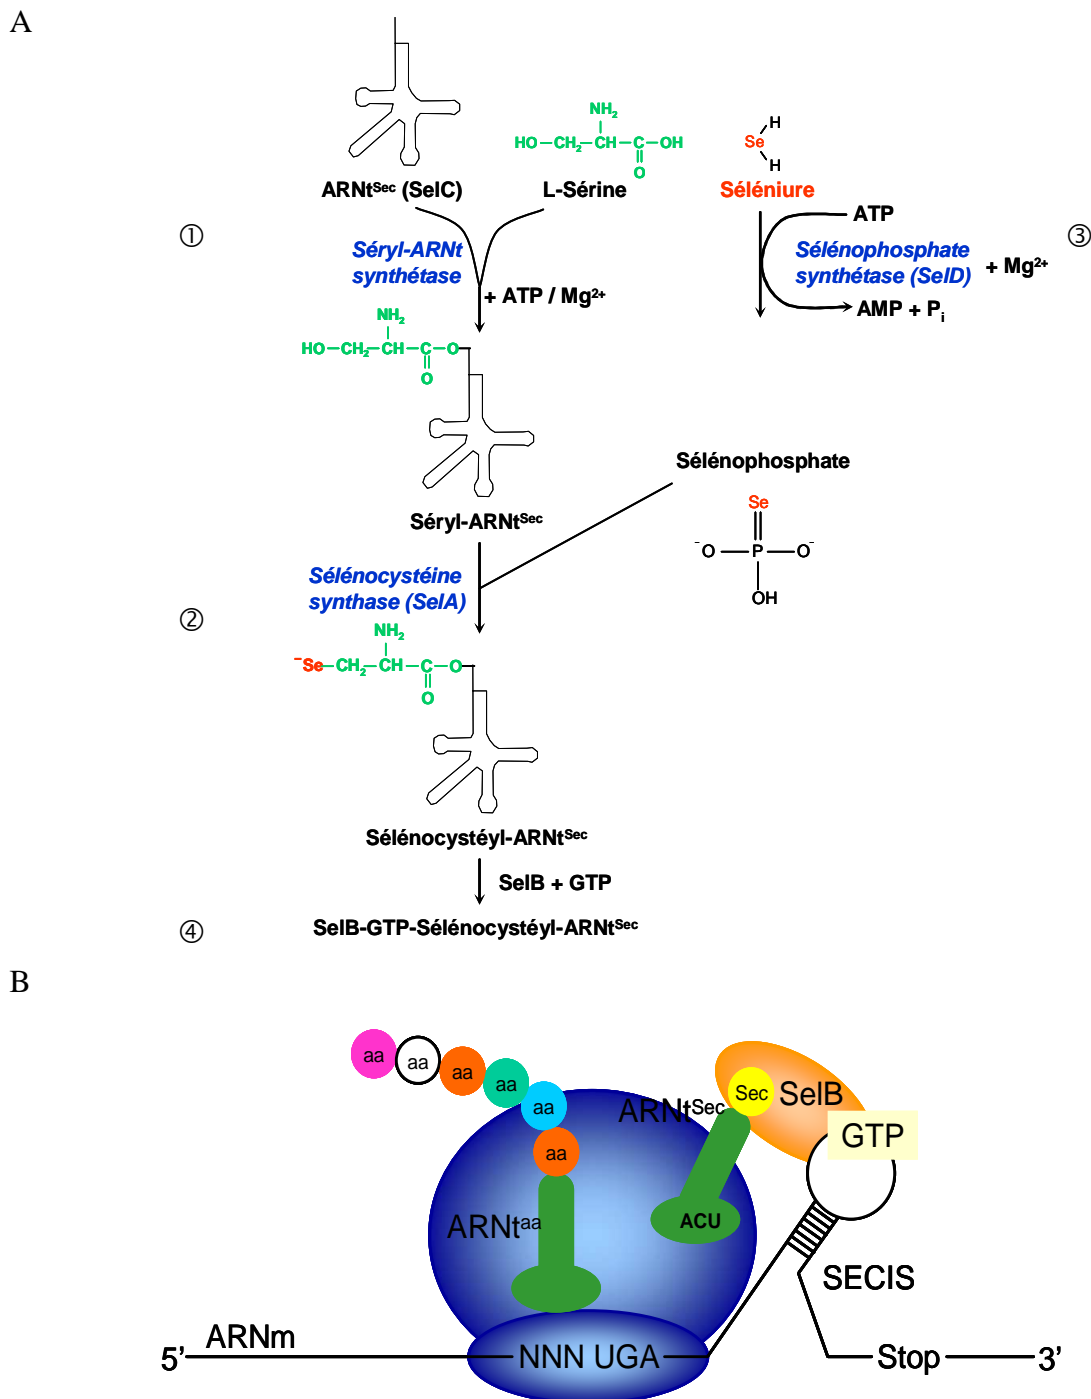 A
NH₂
HO–CH₂–CH–C–OH
O
H
Se
H
ARNtSec (SelC)
L-Sérine
Séléniure
①
Séryl-ARNt
synthétase
+ ATP / Mg²⁺
ATP
Sélénophosphate
synthétase (SelD)
+ Mg²⁺
AMP + Pi
③
NH₂
HO–CH₂–CH–C–O
O
Séryl-ARNtSec
Sélénophosphate
Se
⁻O–P–O⁻
OH
Sélénocystéine
synthase (SelA)
②
NH₂
⁻Se–CH₂–CH–C–O
O
Sélénocystéyl-ARNtSec
SelB + GTP
④
SelB-GTP-Sélénocystéyl-ARNtSec
B
aa
aa
aa
aa
aa
aa
ARNtSec
Sec
SelB
GTP
ARNtaa
ACU
SECIS
5’
ARNm
NNN UGA
Stop
3’